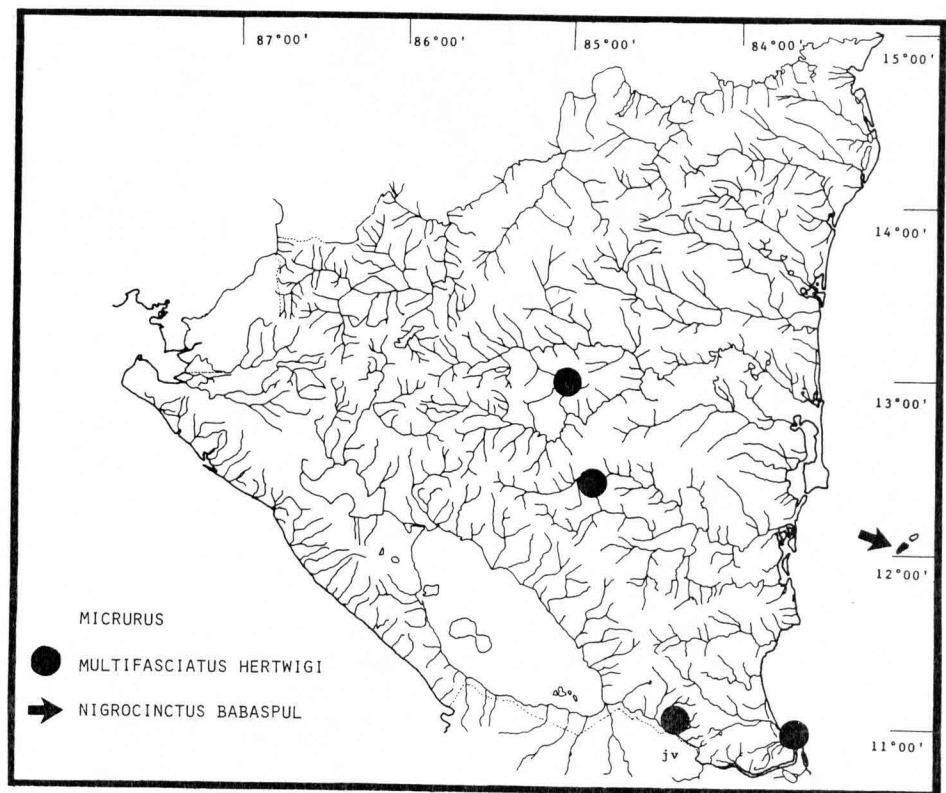 87°00'
86°00'
85°00'
84°00'
15°00'
14°00'
13°00'
12°00'
11°00'
MICRURUS
MULTIFASCIATUS HERTWIGI
NIGROCINCTUS BABASPUL
jv